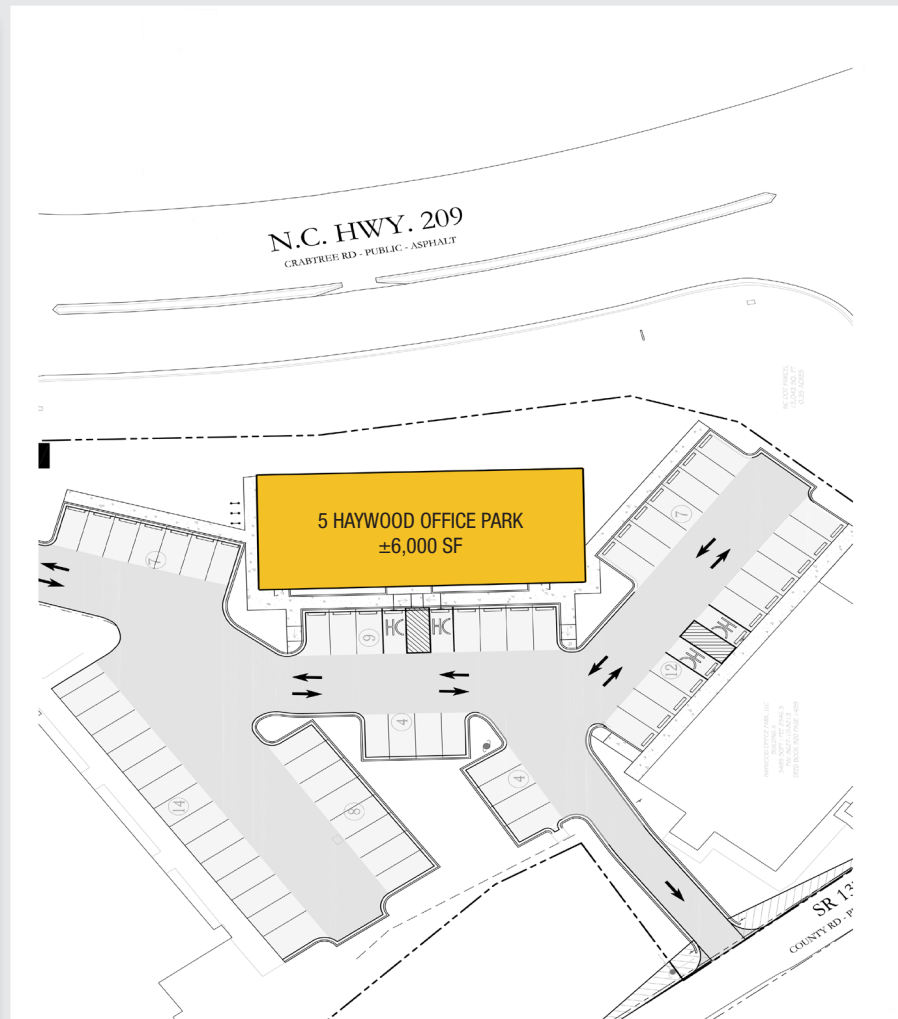 N.C. HWY. 209
CRABTREE RD - PUBLIC - ASPHALT
5 HAYWOOD OFFICE PARK
±6,000 SF
7
7
9
HC
HC
HC
HC
12
4
4
14
8
SR 13
COUNTY RD - P